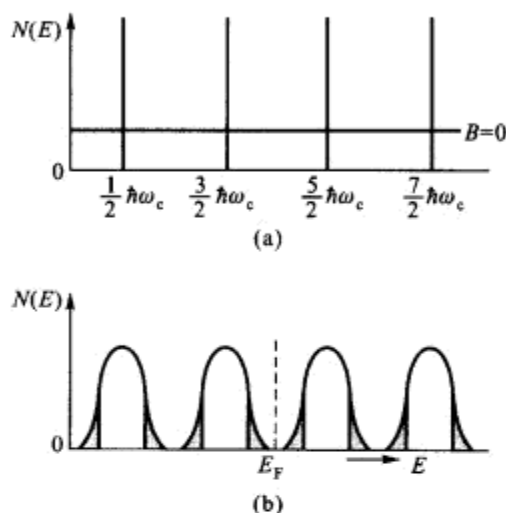 N(E)
B=0
0
1/2 ħω_c 3/2 ħω_c 5/2 ħω_c 7/2 ħω_c
(a)
N(E)
0
E_F E
(b)